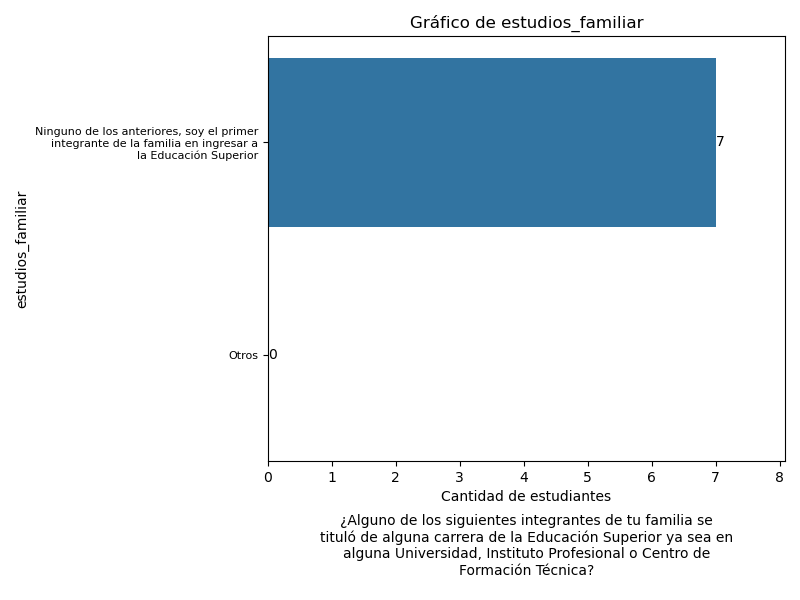 Gráfico de estudios_familiar
estudios_familiar
Ninguno de los anteriores, soy el primer
integrante de la familia en ingresar a
la Educación Superior
7
Otros
0
0 1 2 3 4 5 6 7 8
Cantidad de estudiantes
¿Alguno de los siguientes integrantes de tu familia se
tituló de alguna carrera de la Educación Superior ya sea en
alguna Universidad, Instituto Profesional o Centro de
Formación Técnica?